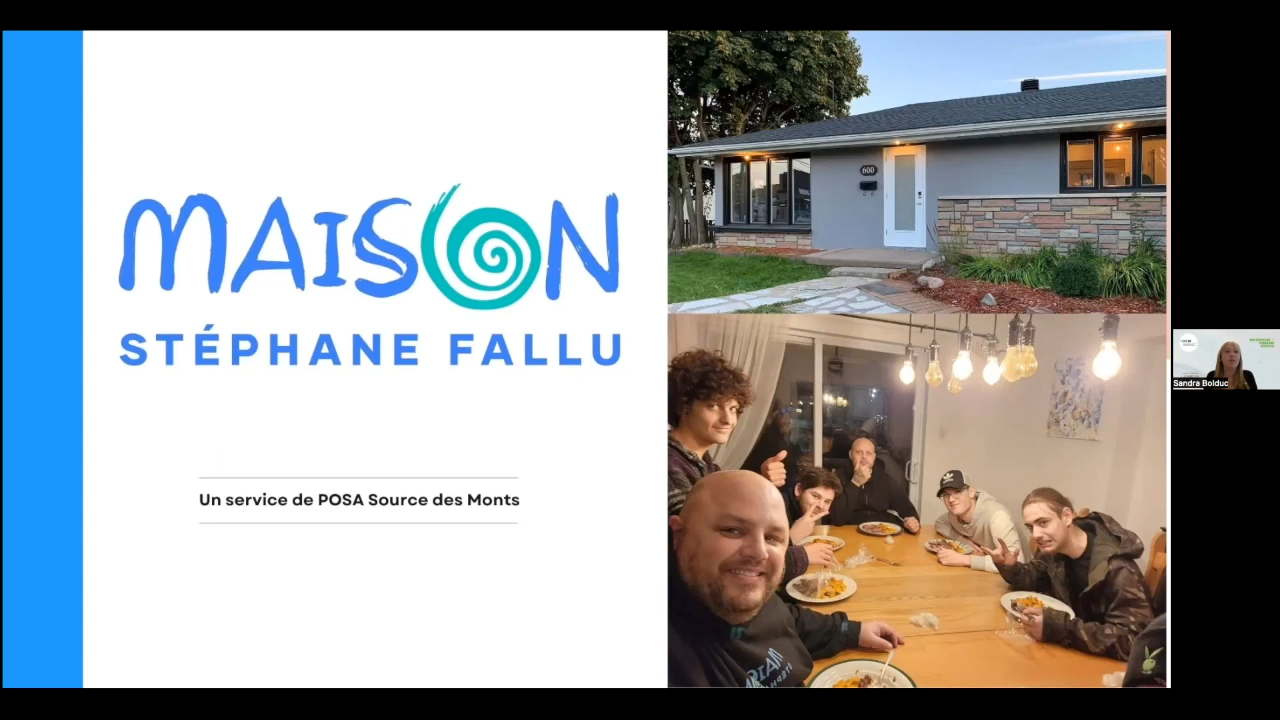 MAISON
STÉPHANE FALLU
Un service de POSA Source des Monts
600
Sandra Bolduc